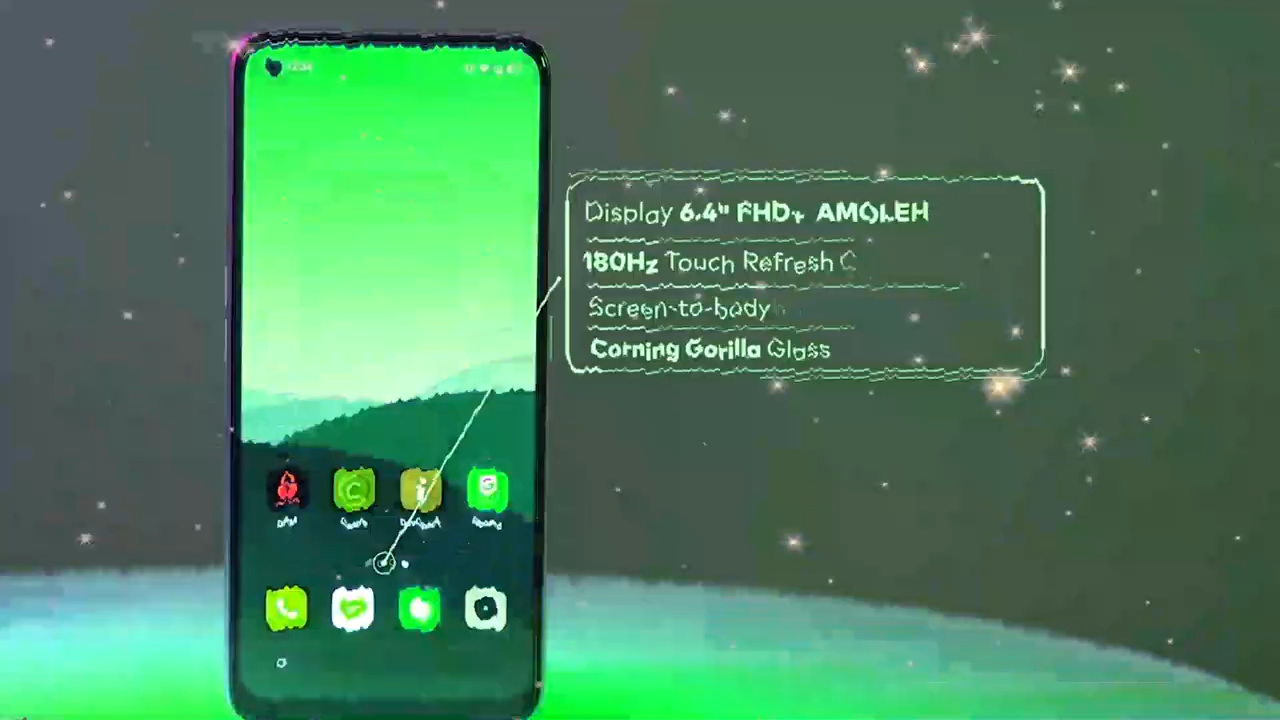 Display 6.4" FHD+ AMOLEH
180Hz Touch Refresh C
Screen-to-body
Corning Gorilla Glass